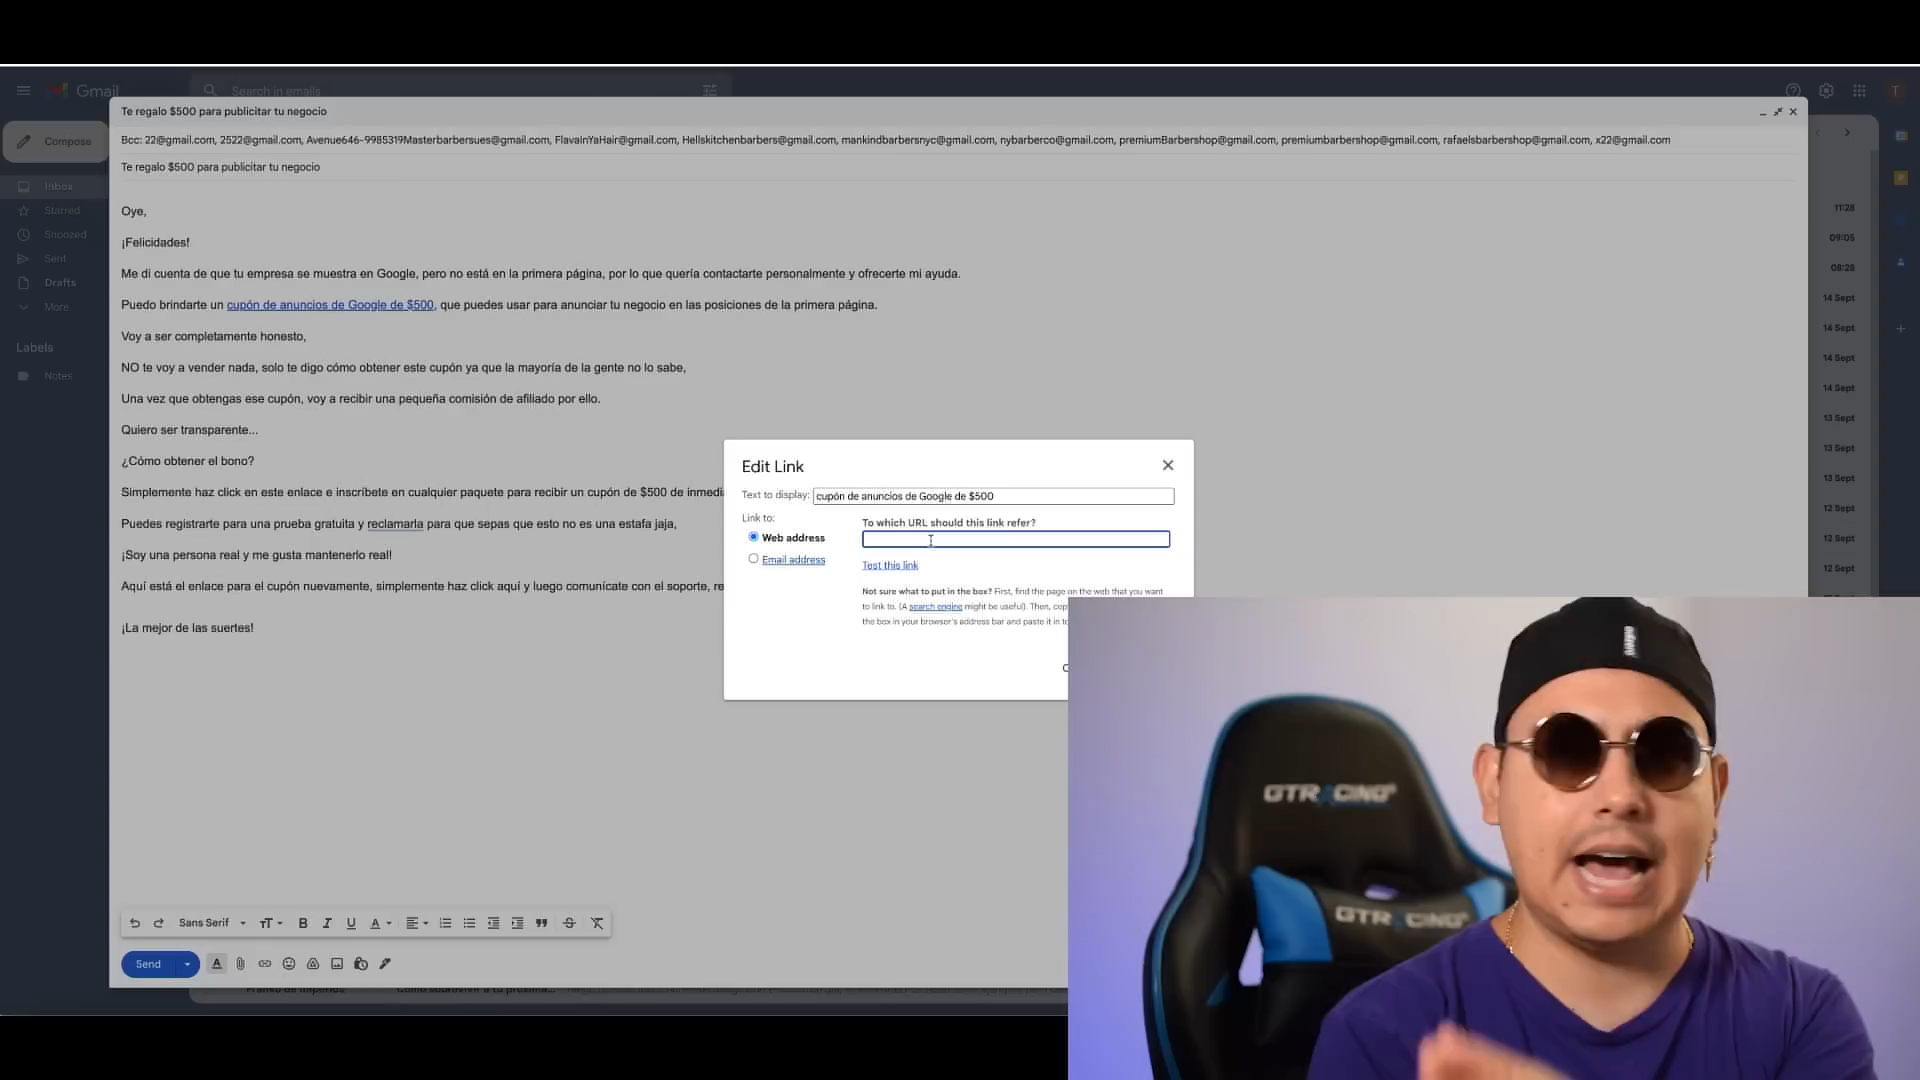 Gmail
Search in emails
Compose
Inbox
Starred
Snoozed
Sent
Drafts
More
Labels
Notes
Te regalo $500 para publicitar tu negocio
Bcc: 22@gmail.com, 2522@gmail.com, Avenue646-9985319Masterbarbersues@gmail.com, FlavaInYaHair@gmail.com, Hellskitchenbarbers@gmail.com, mankindbarbersnyc@gmail.com, nybarberco@gmail.com, premiumBarbershop@gmail.com, premiumbarbershop@gmail.com, rafaelsbarbershop@gmail.com, x22@gmail.com
Te regalo $500 para publicitar tu negocio
Oye,
¡Felicidades!
Me di cuenta de que tu empresa se muestra en Google, pero no está en la primera página, por lo que quería contactarte personalmente y ofrecerte mi ayuda.
Puedo brindarte un cupón de anuncios de Google de $500, que puedes usar para anunciar tu negocio en las posiciones de la primera página.
Voy a ser completamente honesto,
NO te voy a vender nada, solo te digo cómo obtener este cupón ya que la mayoría de la gente no lo sabe,
Una vez que obtengas ese cupón, voy a recibir una pequeña comisión de afiliado por ello.
Quiero ser transparente...
¿Cómo obtener el bono?
Simplemente haz click en este enlace e inscríbete en cualquier paquete para recibir un cupón de $500 de inmedi
Puedes registrarte para una prueba gratuita y reclamarla para que sepas que esto no es una estafa jaja,
¡Soy una persona real y me gusta mantenerlo real!
Aquí está el enlace para el cupón nuevamente, simplemente haz click aquí y luego comunícate con el soporte, re
¡La mejor de las suertes!
Edit Link
Text to display: cupón de anuncios de Google de $500
Link to:
Web address
Email address
To which URL should this link refer?
Test this link
Not sure what to put in the box? First, find the page on the web that you want
to link to. (A search engine might be useful). Then, cop
the box in your browser's address bar and paste it in to
Sans Serif
Send
T
11:28
09:05
08:28
14 Sept
14 Sept
14 Sept
14 Sept
13 Sept
13 Sept
13 Sept
12 Sept
12 Sept
12 Sept
GTRACING
GTRACING